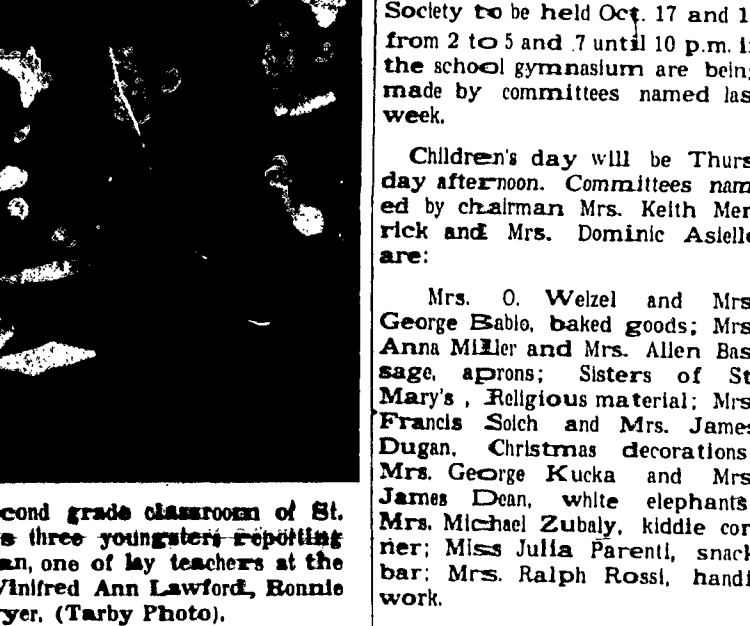 Society to be held Oct. 17 and 1
from 2 to 5 and 7 until 10 p.m. i
the school gymnasium are bein
made by committees named las
week.
Children's day will be Thurs
day afternoon. Committees nam
ed by chairman Mrs. Keith Mer
rick and Mrs. Dominic Asielle
are:
Mrs. O. Welzel and Mrs
George Bablo, baked goods; Mrs
Anna Miller and Mrs. Allen Bas
sage, aprons; Sisters of St
Mary's , Religious material; Mrs
Francis Solch and Mrs. James
Dugan, Christmas decorations
Mrs. George Kucka and Mrs
James Dean, white elephants
Mrs. Michael Zubaly, kiddie cor
ner; Miss Julia Parenti, snack
bar; Mrs. Ralph Rossi, handi
work.
cond grade classroom of St.
s three youngsters reporting
an, one of lay teachers at the
Winifred Ann Lawford, Ronnie
yer. (Tarby Photo).